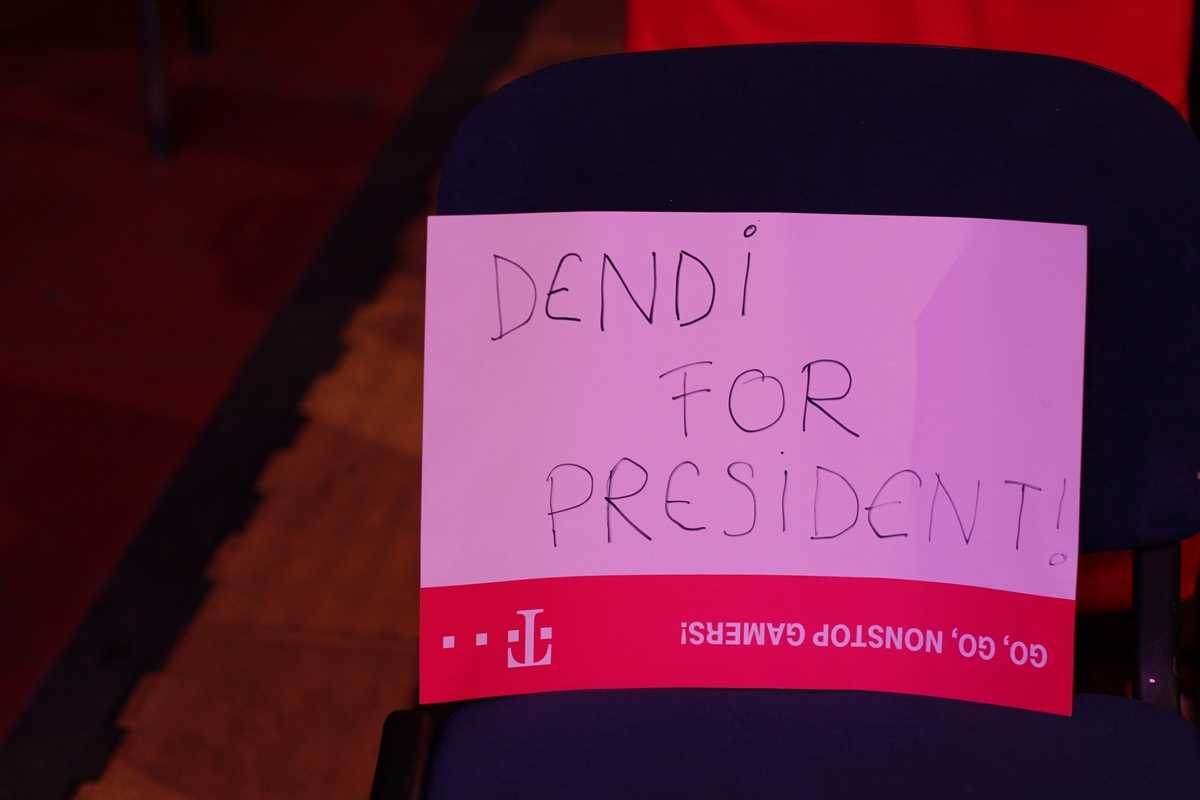 DENDi
FOR
PRESiDENT!
GO, GO, NONSTOP GAMERS!
T